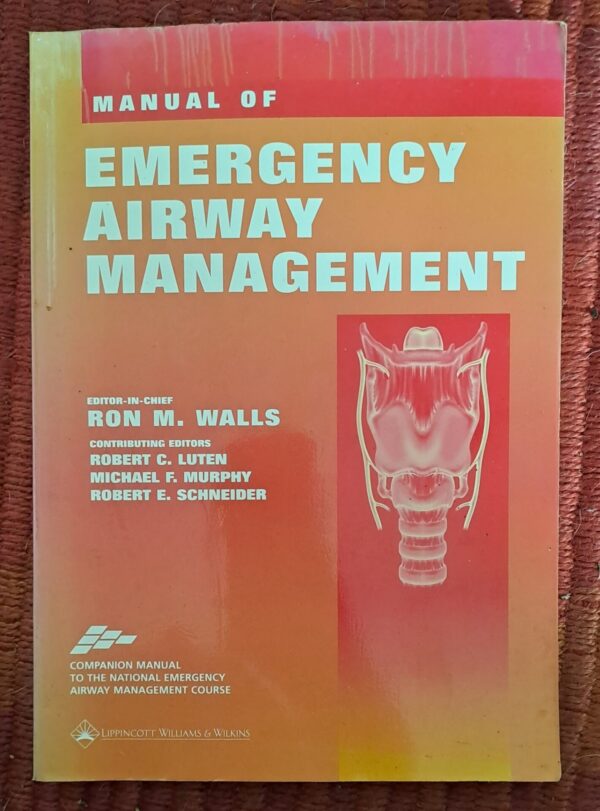 MANUAL OF
EMERGENCY
AIRWAY
MANAGEMENT
EDITOR-IN-CHIEF
RON M. WALLS
CONTRIBUTING EDITORS
ROBERT C. LUTEN
MICHAEL F. MURPHY
ROBERT E. SCHNEIDER
COMPANION MANUAL
TO THE NATIONAL EMERGENCY
AIRWAY MANAGEMENT COURSE
LIPPINCOTT WILLIAMS & WILKINS